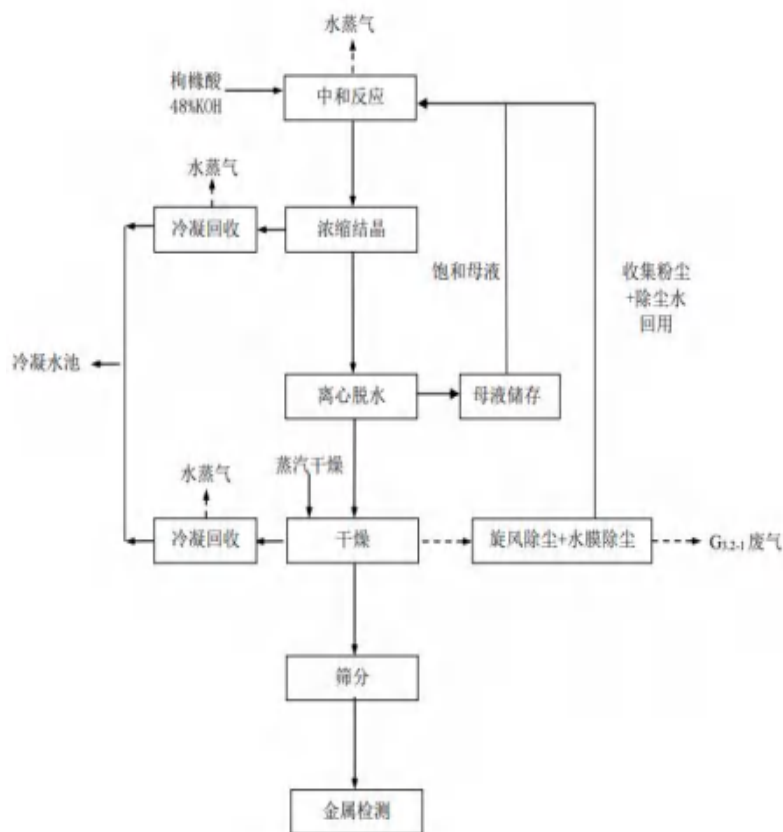 水蒸气
枸橼酸
48%KOH
中和反应
水蒸气
冷凝回收
浓缩结晶
饱和母液
收集粉尘
+除尘水
回用
冷凝水池
离心脱水
母液储存
蒸汽干燥
水蒸气
冷凝回收
干燥
旋风除尘+水膜除尘
G3.2-1 废气
筛分
金属检测